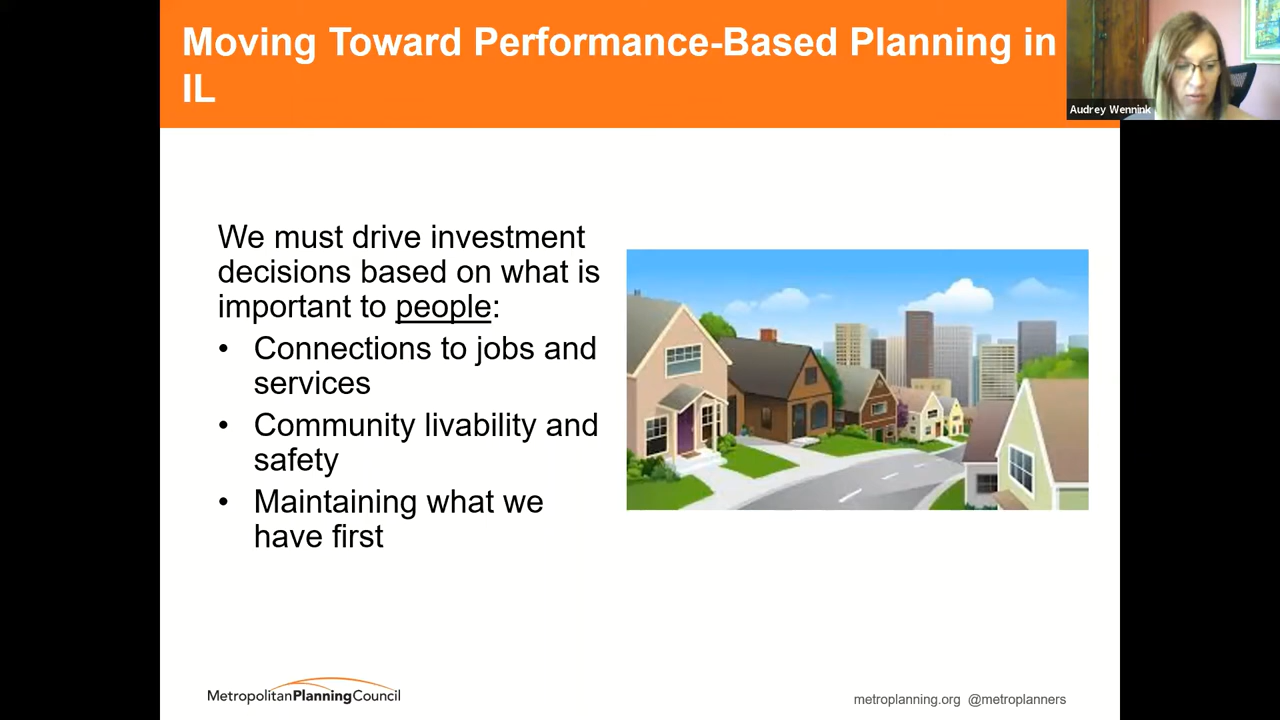 Moving Toward Performance-Based Planning in
IL
Audrey Wennink
We must drive investment
decisions based on what is
important to people:
• Connections to jobs and
services
• Community livability and
safety
• Maintaining what we
have first
MetropolitanPlanningCouncil
metroplanning.org @metroplanners